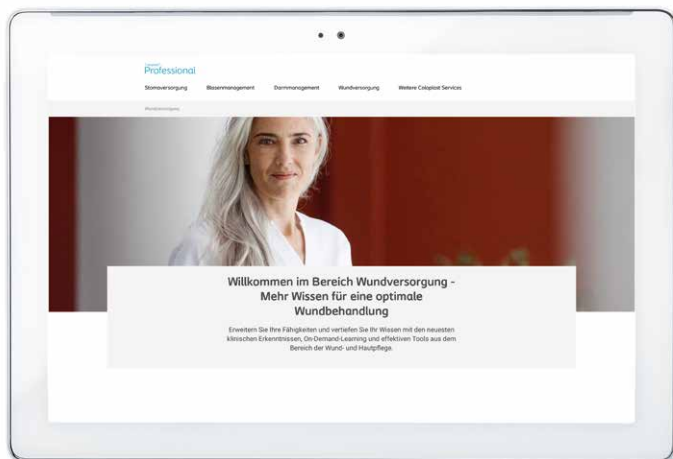 Coloplast
Professional
Stomaversorgung Blasenmanagement Darmmanagement Wundversorgung Weitere Coloplast Services
Wundversorgung
Willkommen im Bereich Wundversorgung -
Mehr Wissen für eine optimale
Wundbehandlung
Erweitern Sie Ihre Fähigkeiten und vertiefen Sie Ihr Wissen mit den neuesten
klinischen Erkenntnissen, On-Demand-Learning und effektiven Tools aus dem
Bereich der Wund- und Hautpflege.